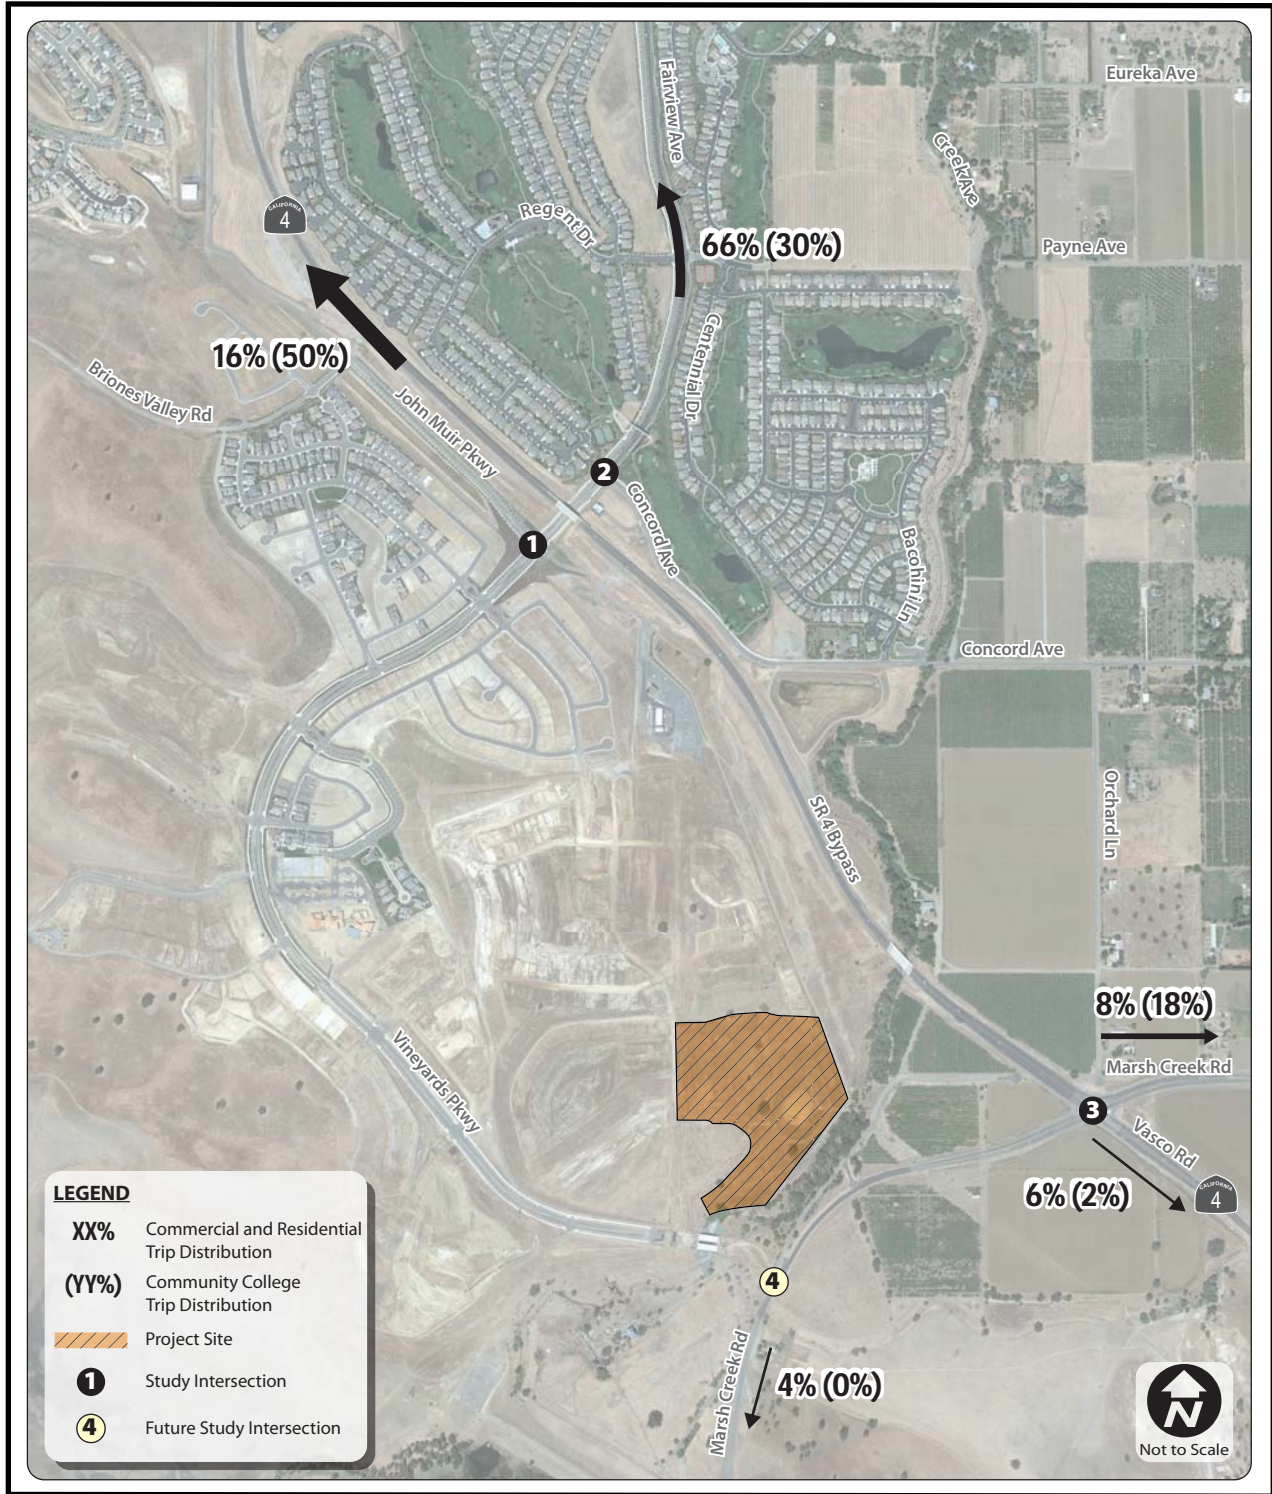 Eureka Ave
Fairview Ave
Creek Ave
CALIFORNIA
4
Regent Dr
66% (30%)
Payne Ave
16% (50%)
Centennial Dr
Briones Valley Rd
John Muir Pkwy
2
Concord Ave
1
Bacohini Ln
Concord Ave
SR 4 Bypass
Orchard Ln
8% (18%)
Marsh Creek Rd
Vineyards Pkwy
3
Vasco Rd
6% (2%)
CALIFORNIA
4
4
Marsh Creek Rd
4% (0%)
LEGEND
XX%
Commercial and Residential
Trip Distribution
(YY%)
Community College
Trip Distribution
Project Site
1
Study Intersection
4
Future Study Intersection
N
Not to Scale